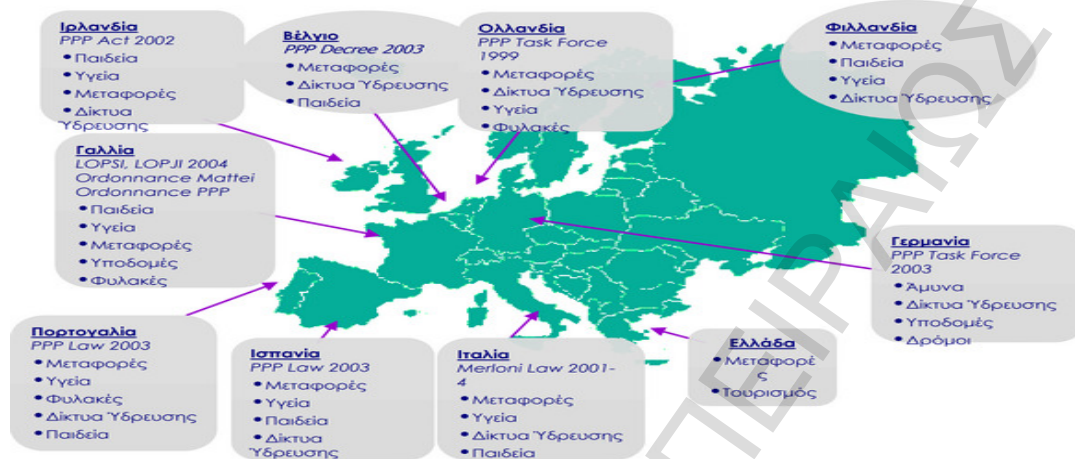 Ιρλανδία
PPP Act 2002
• Παιδεία
• Υγεία
• Μεταφορές
• Δίκτυα
Ύδρευσης
Βέλγιο
PPP Decree 2003
• Μεταφορές
• Δίκτυα Ύδρευσης
• Παιδεία
Ολλανδία
PPP Task Force
1999
• Μεταφορές
• Δίκτυα Ύδρευσης
• Υγεία
• Φυλακές
Φιλλανδία
• Μεταφορές
• Παιδεία
• Υγεία
• Δίκτυα Ύδρευσης
Γαλλία
LOPSI, LOPJI 2004
Ordonnance Mattei
Ordonnance PPP
• Παιδεία
• Υγεία
• Μεταφορές
• Υποδομές
• Φυλακές
Γερμανία
PPP Task Force
2003
• Άμυνα
• Δίκτυα Ύδρευσης
• Υποδομές
• Δρόμοι
Πορτογαλία
PPP Law 2003
• Μεταφορές
• Υγεία
• Φυλακές
• Δίκτυα Ύδρευσης
• Παιδεία
Ισπανία
PPP Law 2003
• Μεταφορές
• Υγεία
• Παιδεία
• Δίκτυα
Ύδρευσης
Ιταλία
Merloni Law 2001-
4
• Μεταφορές
• Υγεία
• Δίκτυα Ύδρευσης
• Παιδεία
Ελλάδα
• Μεταφορέ
ς
• Τουρισμός
ΠΕΙΡΑΙΩΣ